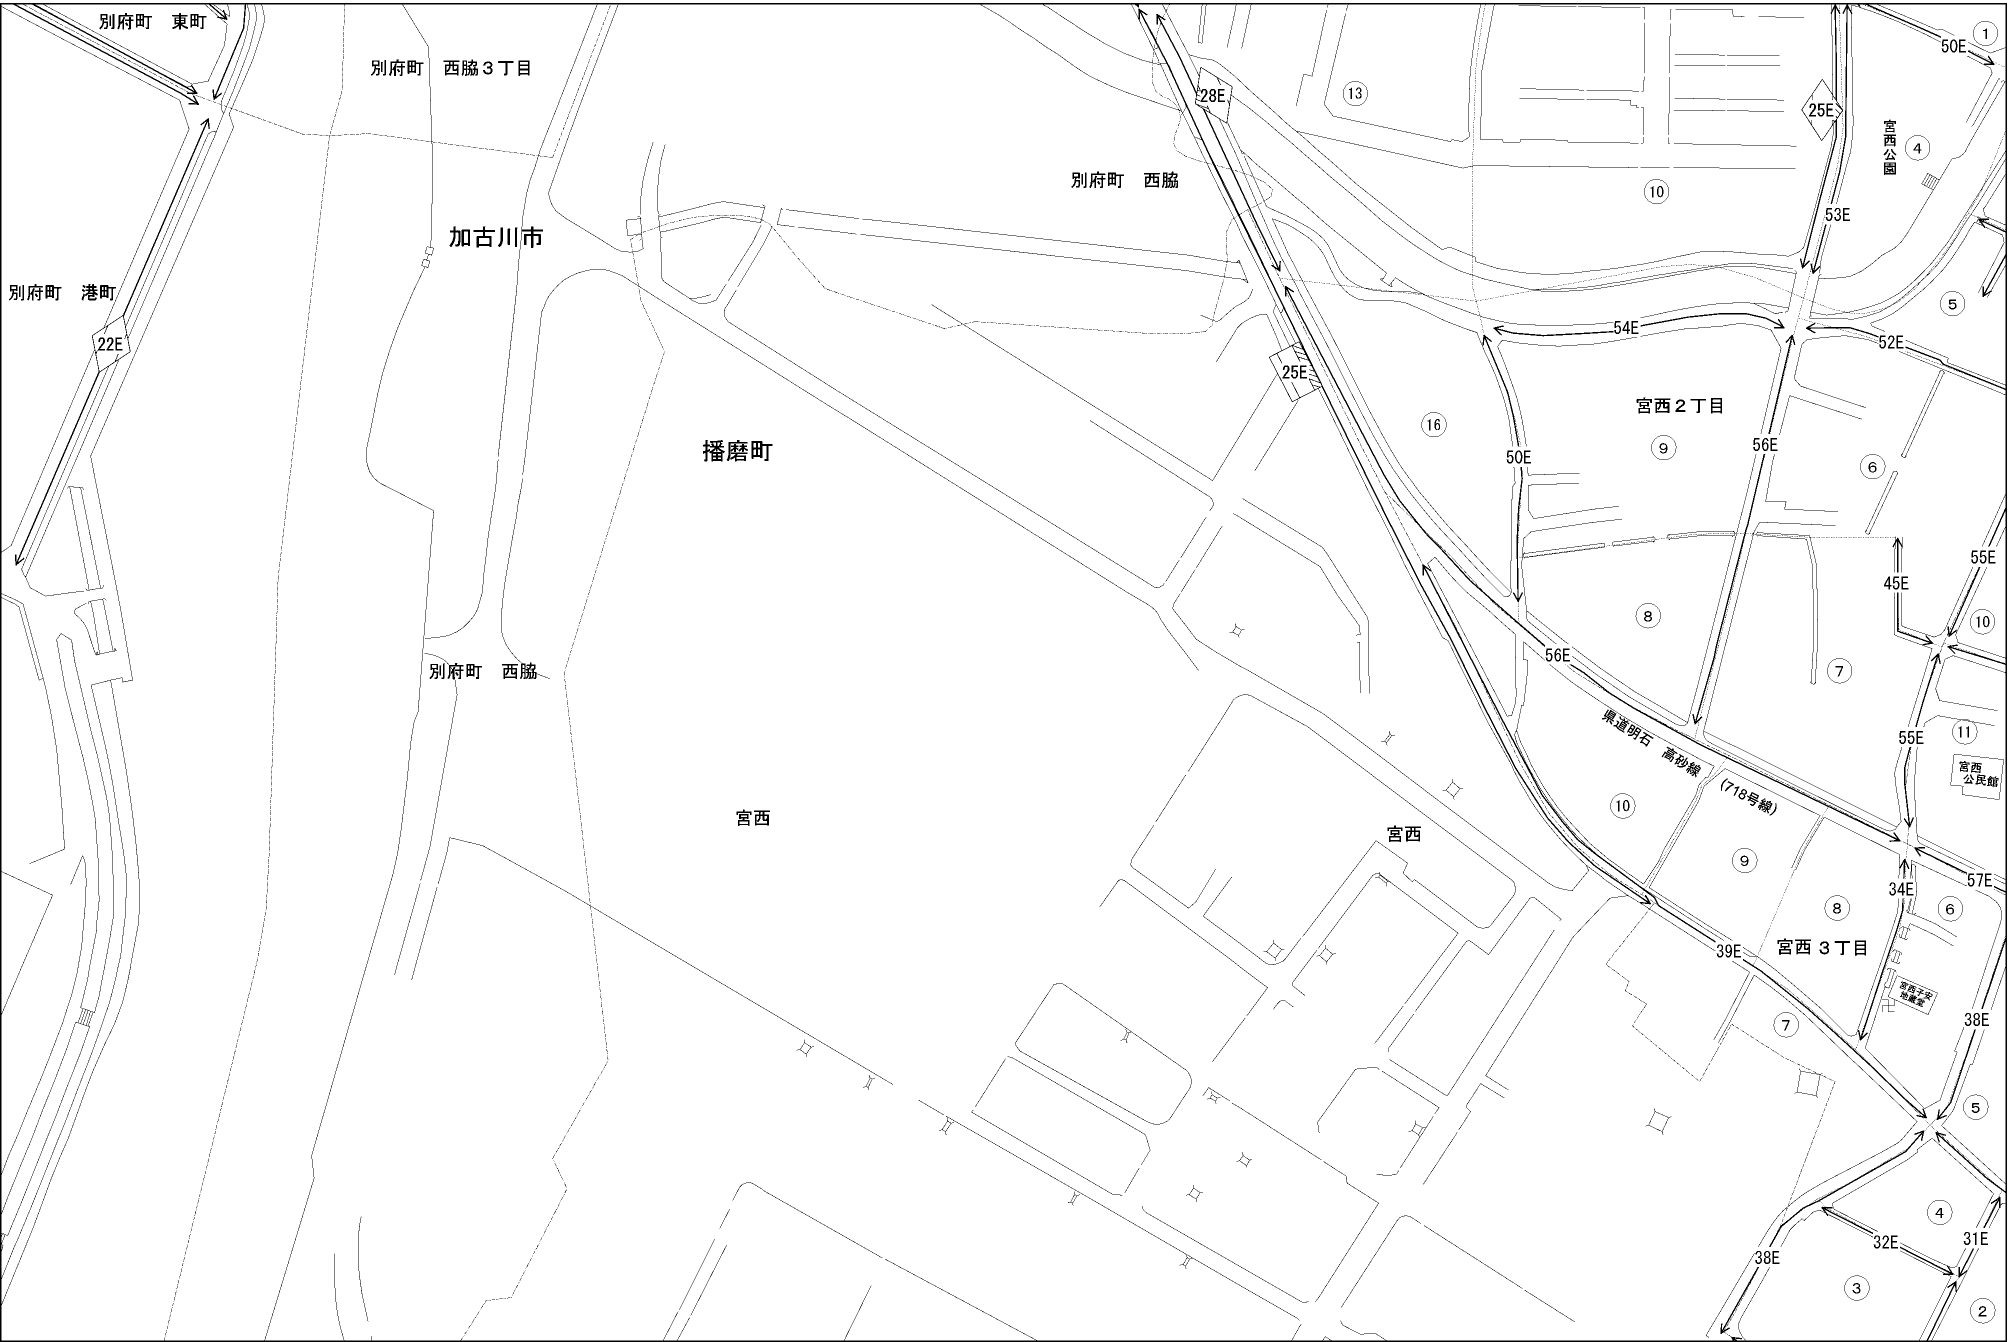 別府町　東町
別府町　西脇３丁目
50E
1
28E
13
25E
宮西公園
4
別府町　西脇
10
53E
加古川市
別府町　港町
5
22E
54E
52E
25E
宮西２丁目
16
播磨町
9
56E
50E
6
55E
45E
8
10
56E
別府町　西脇
7
県道明石　高砂線　(718号線)
55E
11
宮西
公民館
宮西
宮西
10
9
57E
34E
8
6
宮西３丁目
39E
宮西子安
地蔵堂
7
38E
5
4
32E
31E
38E
3
2